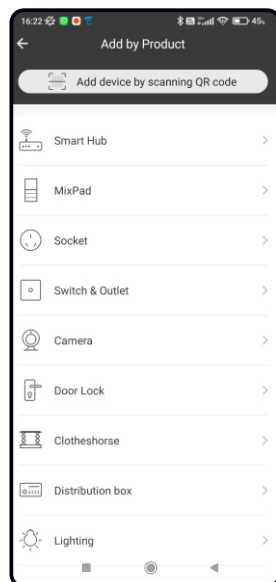 16:22
45%
Add by Product
Add device by scanning QR code
Smart Hub
MixPad
Socket
Switch & Outlet
Camera
Door Lock
Clotheshorse
Distribution box
Lighting